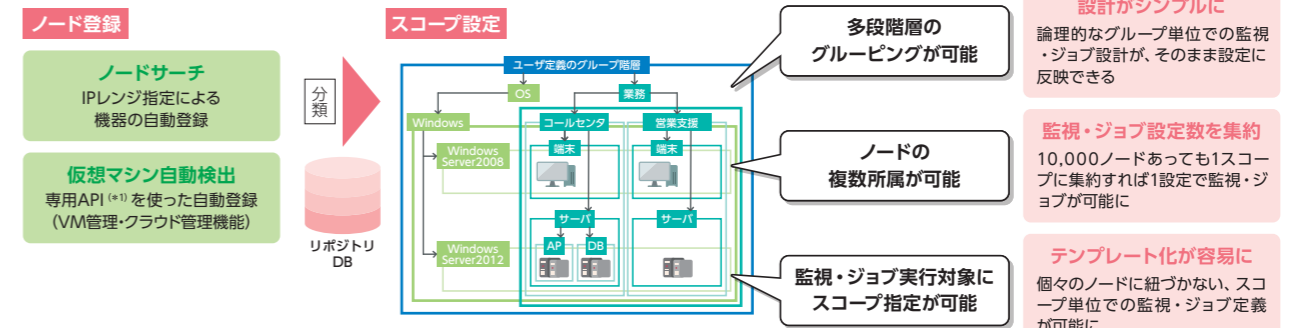 ノード登録
ノードサーチ
IPレンジ指定による
機器の自動登録
仮想マシン自動検出
専用API(*1)を使った自動登録
(VM管理・クラウド管理機能)
分類
リポジトリ
DB
スコープ設定
ユーザ定義のグループ階層
OS
業務
Windows
コールセンタ
営業支援
Windows
Server2008
端末
端末
サーバ
サーバ
Windows
Server2012
AP
DB
多段階層の
グルーピングが可能
ノードの
複数所属が可能
監視・ジョブ実行対象に
スコープ指定が可能
設計がシンプルに
論理的なグループ単位での監視
・ジョブ設計が、そのまま設定に
反映できる
監視・ジョブ設定数を集約
10,000ノードあっても1スコー
プに集約すれば1設定で監視・ジ
ョブが可能に
テンプレート化が容易に
個々のノードに紐づかない、スコ
ープ単位での監視・ジョブ定義
が可能に